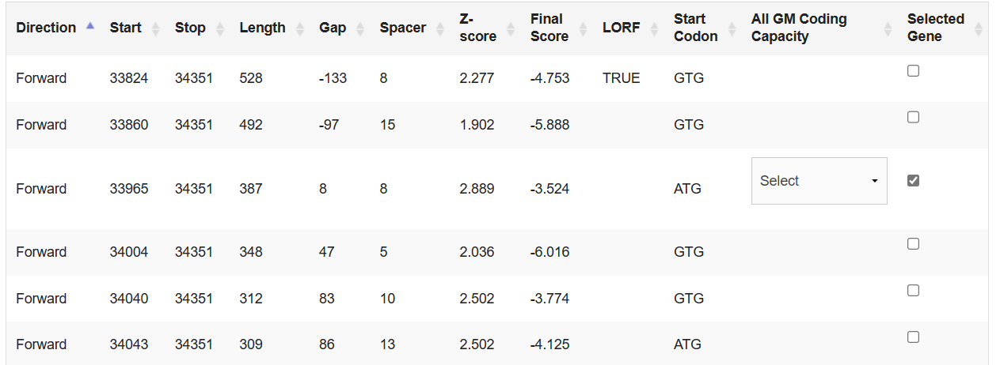 Direction Start Stop Length Gap Spacer Z-score Final Score LORF Start Codon All GM Coding Capacity Selected Gene
Forward 33824 34351 528 -133 8 2.277 -4.753 TRUE GTG
Forward 33860 34351 492 -97 15 1.902 -5.888 GTG
Forward 33965 34351 387 8 8 2.889 -3.524 ATG Select
Forward 34004 34351 348 47 5 2.036 -6.016 GTG
Forward 34040 34351 312 83 10 2.502 -3.774 GTG
Forward 34043 34351 309 86 13 2.502 -4.125 ATG